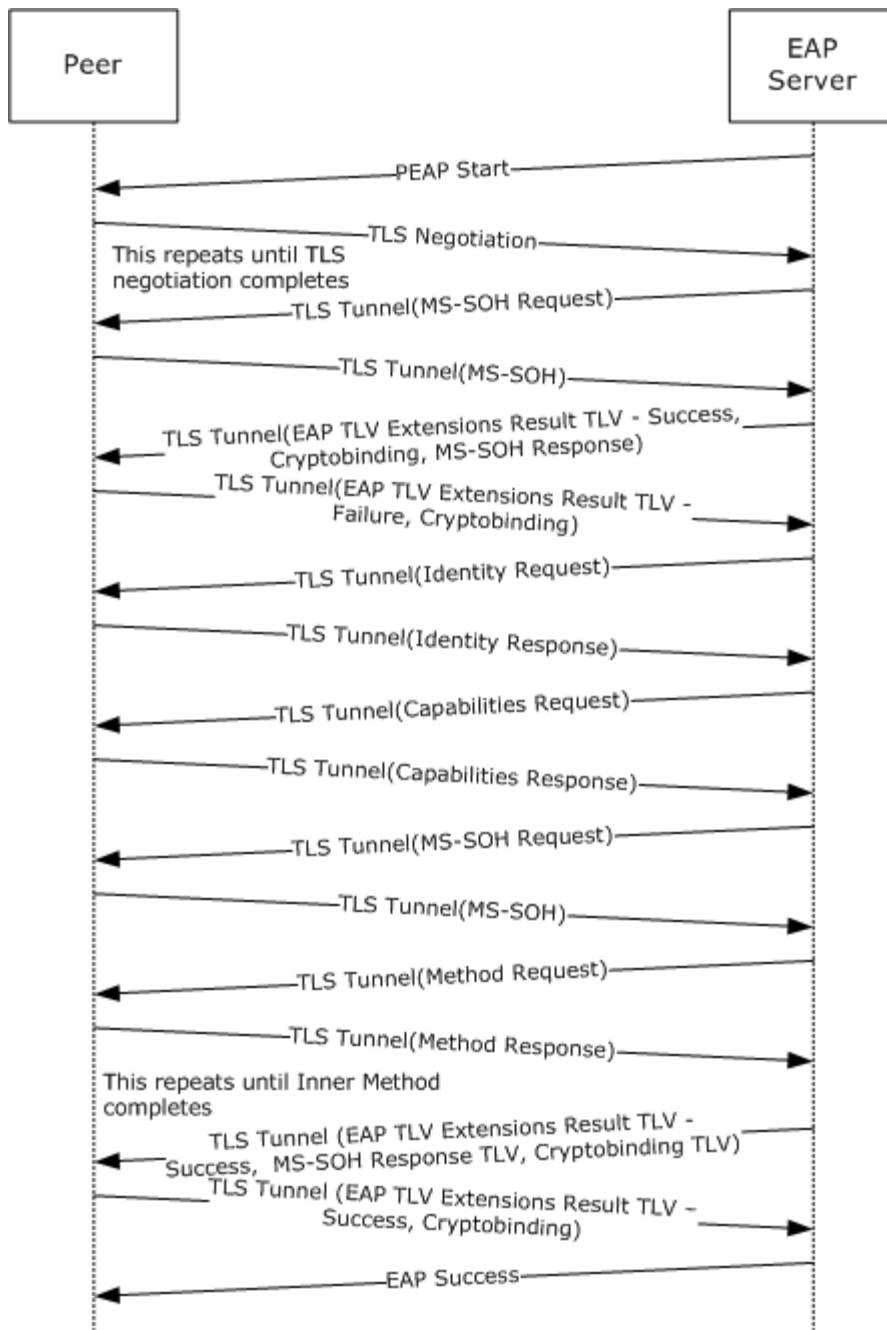 Peer
EAP
Server
PEAP Start
TLS Negotiation
This repeats until TLS
negotiation completes
TLS Tunnel(MS-SOH Request)
TLS Tunnel(MS-SOH)
TLS Tunnel(EAP TLV Extensions Result TLV - Success,
Cryptobinding, MS-SOH Response)
TLS Tunnel(EAP TLV Extensions Result TLV -
Failure, Cryptobinding)
TLS Tunnel(Identity Request)
TLS Tunnel(Identity Response)
TLS Tunnel(Capabilities Request)
TLS Tunnel(Capabilities Response)
TLS Tunnel(MS-SOH Request)
TLS Tunnel(MS-SOH)
TLS Tunnel(Method Request)
TLS Tunnel(Method Response)
This repeats until Inner Method
completes
TLS Tunnel (EAP TLV Extensions Result TLV -
Success, MS-SOH Response TLV, Cryptobinding TLV)
TLS Tunnel (EAP TLV Extensions Result TLV –
Success, Cryptobinding)
EAP Success